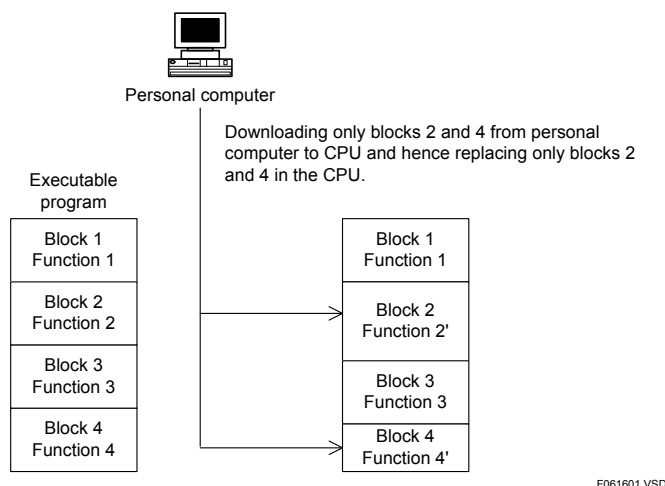 Personal computer
Downloading only blocks 2 and 4 from personal
computer to CPU and hence replacing only blocks 2
and 4 in the CPU.
Executable
program
Block 1
Function 1
Block 2
Function 2
Block 3
Function 3
Block 4
Function 4
Block 1
Function 1
Block 2
Function 2'
Block 3
Function 3
Block 4
Function 4'
F061601.VSD